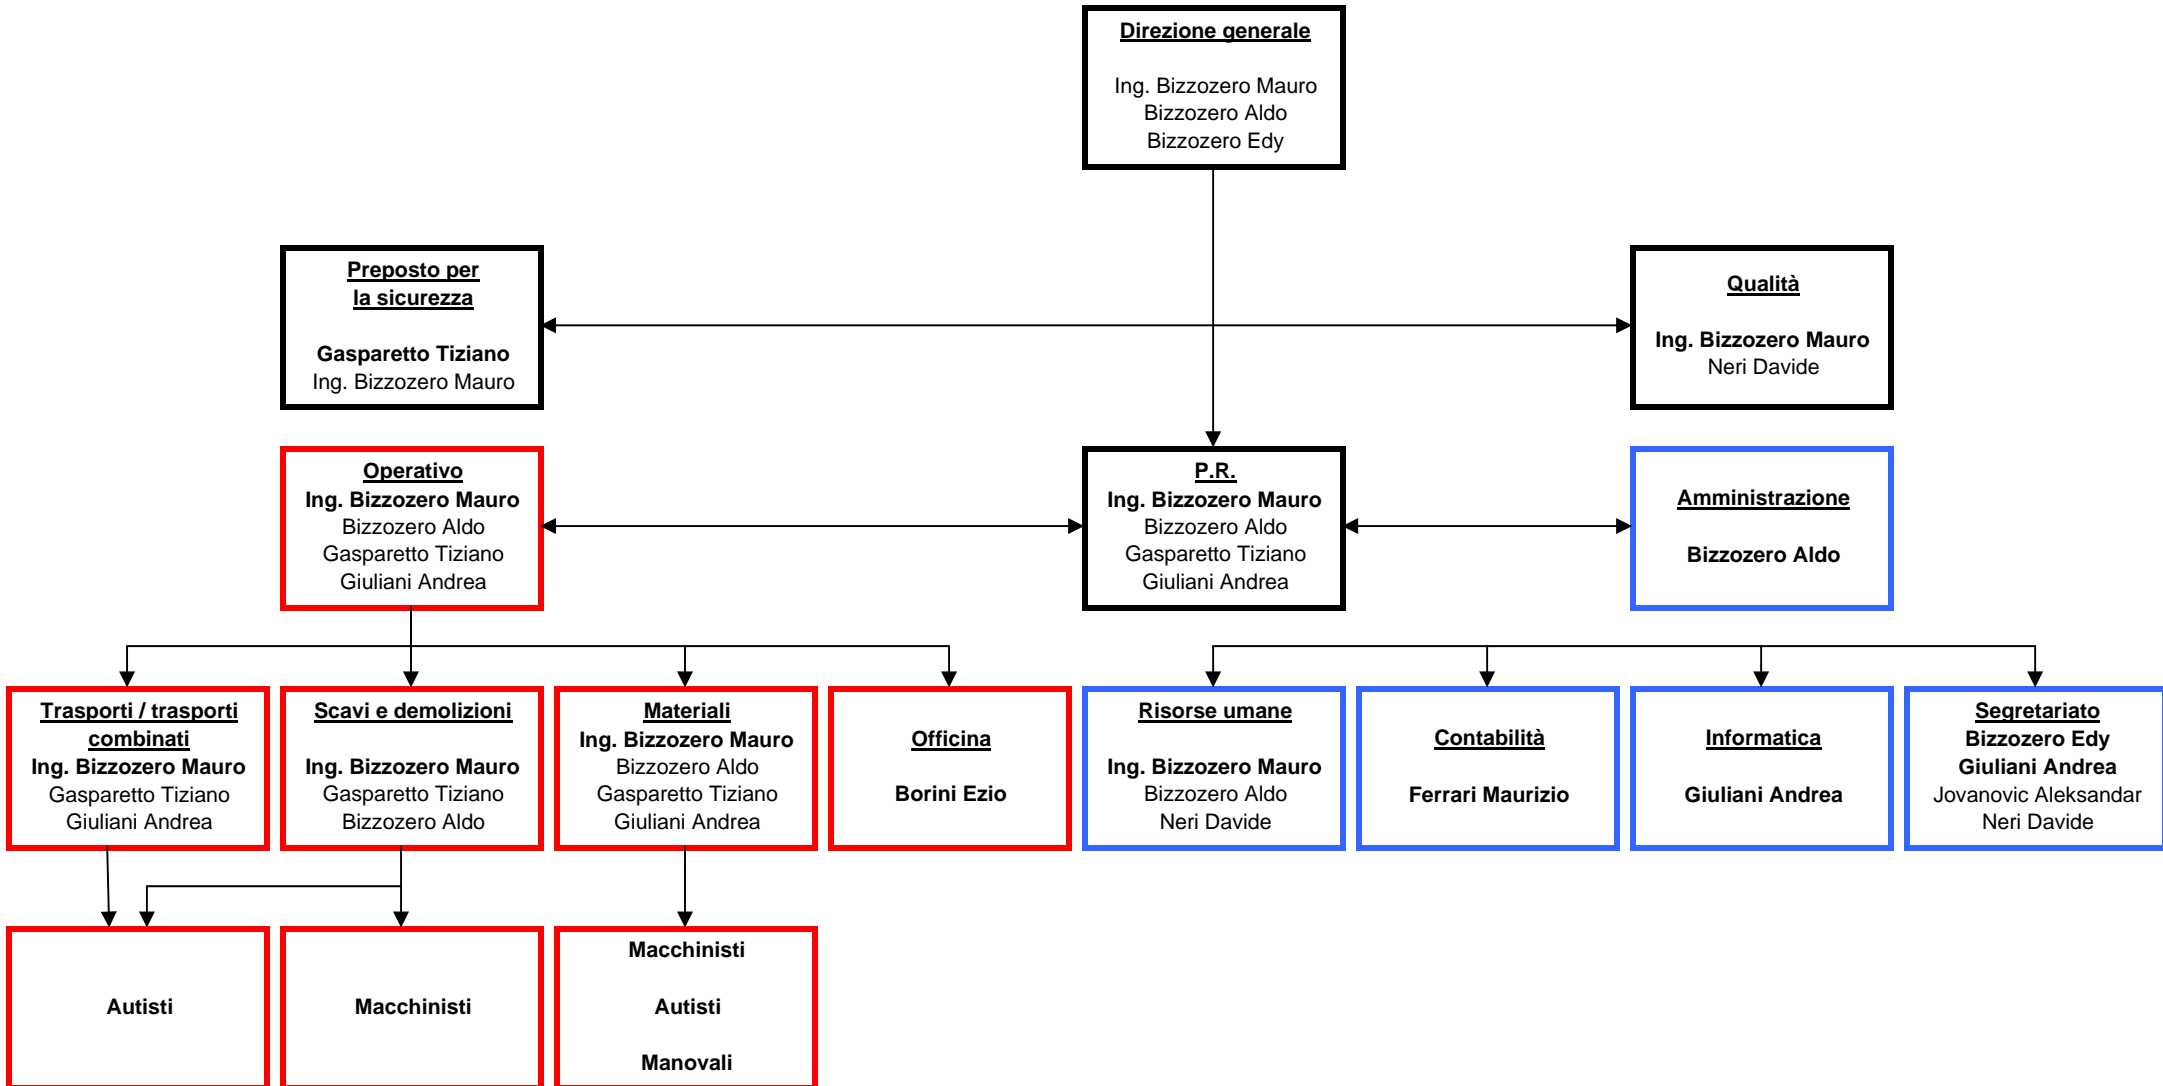 Direzione generale
Ing. Bizzozero Mauro
Bizzozero Aldo
Bizzozero Edy
Preposto per
la sicurezza
Gasparetto Tiziano
Ing. Bizzozero Mauro
Qualità
Ing. Bizzozero Mauro
Neri Davide
Operativo
Ing. Bizzozero Mauro
Bizzozero Aldo
Gasparetto Tiziano
Giuliani Andrea
P.R.
Ing. Bizzozero Mauro
Bizzozero Aldo
Gasparetto Tiziano
Giuliani Andrea
Amministrazione
Bizzozero Aldo
Trasporti / trasporti
combinati
Ing. Bizzozero Mauro
Gasparetto Tiziano
Giuliani Andrea
Scavi e demolizioni
Ing. Bizzozero Mauro
Gasparetto Tiziano
Bizzozero Aldo
Materiali
Ing. Bizzozero Mauro
Bizzozero Aldo
Gasparetto Tiziano
Giuliani Andrea
Officina
Borini Ezio
Risorse umane
Ing. Bizzozero Mauro
Bizzozero Aldo
Neri Davide
Contabilità
Ferrari Maurizio
Informatica
Giuliani Andrea
Segretariato
Bizzozero Edy
Giuliani Andrea
Jovanovic Aleksandar
Neri Davide
Autisti
Macchinisti
Macchinisti
Autisti
Manovali